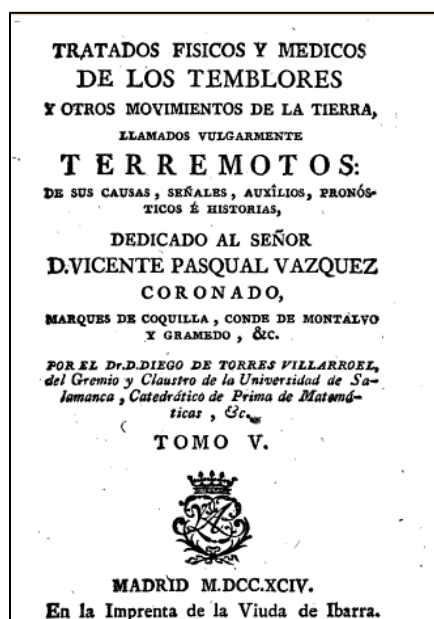 TRATADOS FISICOS Y MEDICOS
DE LOS TEMBLORES
Y OTROS MOVIMIENTOS DE LA TIERRA,
LLAMADOS VULGARMENTE
TERREMOTOS:
DE SUS CAUSAS, SEÑALES, AUXÎLIOS, PRONÓS-
TICOS É HISTORIAS,
DEDICADO AL SEÑOR
D.VICENTE PASQUAL VAZQUEZ
CORONADO,
MARQUES DE COQUILLA, CONDE DE MONTALVO
Y GRAMEDO, &c.
POR EL Dr.D.DIEGO DE TORRES VILLARROEL,
del Gremio y Claustro de la Universidad de Sa-
lamanca, Catedrático de Prima de Matemá-
ticas, &c.
TOMO V.
MADRID M.DCC.XCIV.
En la Imprenta de la Viuda de Ibarra.